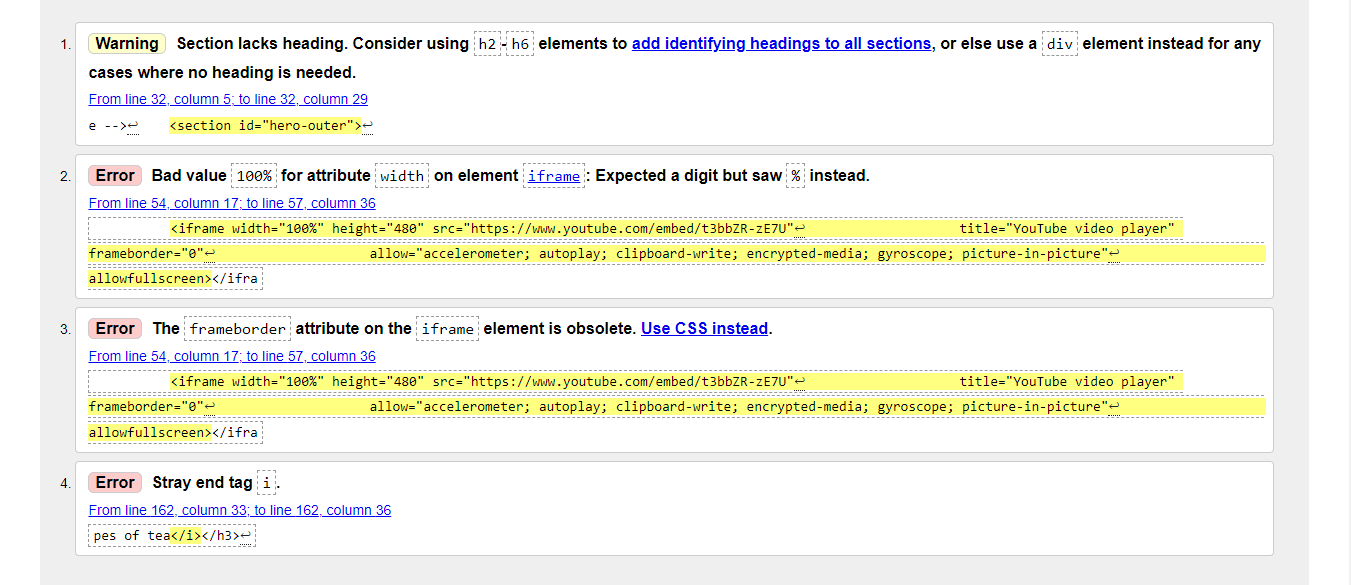 1. Warning Section lacks heading. Consider using h2-h6 elements to add identifying headings to all sections, or else use a div element instead for any
cases where no heading is needed.
From line 32, column 5; to line 32, column 29
e -->↩    <section id="hero-outer">↩
2. Error Bad value 100% for attribute width on element iframe: Expected a digit but saw % instead.
From line 54, column 17; to line 57, column 36
<iframe width="100%" height="480" src="https://www.youtube.com/embed/t3bbZR-zE7U"↩ title="YouTube video player"
frameborder="0"↩ allow="accelerometer; autoplay; clipboard-write; encrypted-media; gyroscope; picture-in-picture"↩
allowfullscreen></ifra
3. Error The frameborder attribute on the iframe element is obsolete. Use CSS instead.
From line 54, column 17; to line 57, column 36
<iframe width="100%" height="480" src="https://www.youtube.com/embed/t3bbZR-zE7U"↩ title="YouTube video player"
frameborder="0"↩ allow="accelerometer; autoplay; clipboard-write; encrypted-media; gyroscope; picture-in-picture"↩
allowfullscreen></ifra
4. Error Stray end tag i.
From line 162, column 33; to line 162, column 36
pes of tea</i></h3>↩